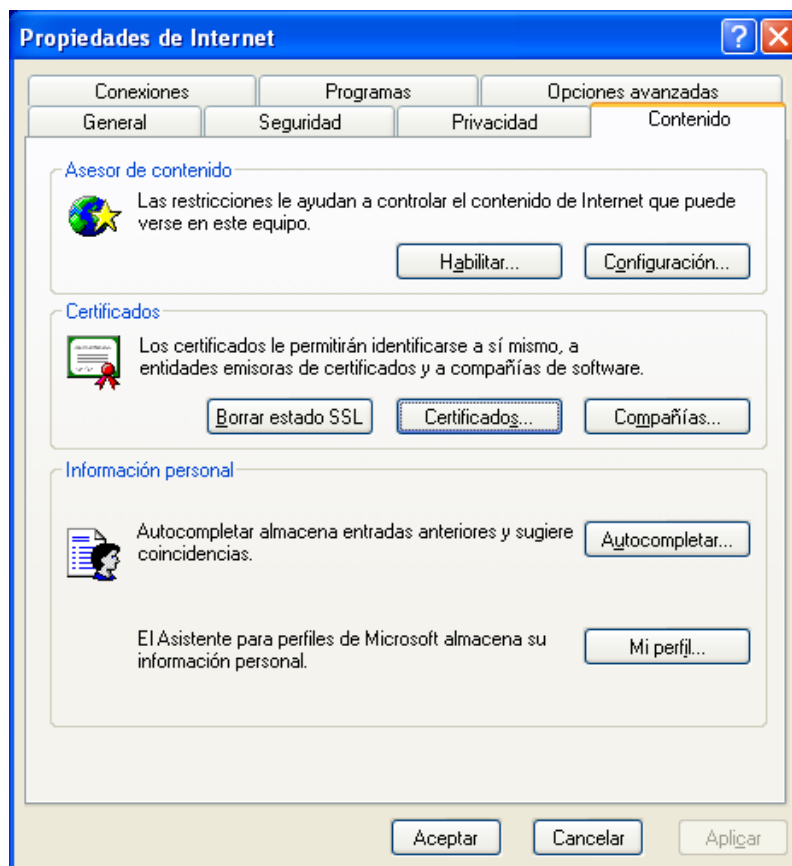 Propiedades de Internet
Conexiones Programas Opciones avanzadas
General Seguridad Privacidad Contenido
Asesor de contenido
Las restricciones le ayudan a controlar el contenido de Internet que puede
verse en este equipo.
Habilitar... Configuración...
Certificados
Los certificados le permitirán identificarse a sí mismo, a
entidades emisoras de certificados y a compañías de software.
Borrar estado SSL Certificados... Compañías...
Información personal
Autocompletar almacena entradas anteriores y sugiere
coincidencias.
Autocompletar...
El Asistente para perfiles de Microsoft almacena su
información personal.
Mi perfil...
Aceptar Cancelar Aplicar